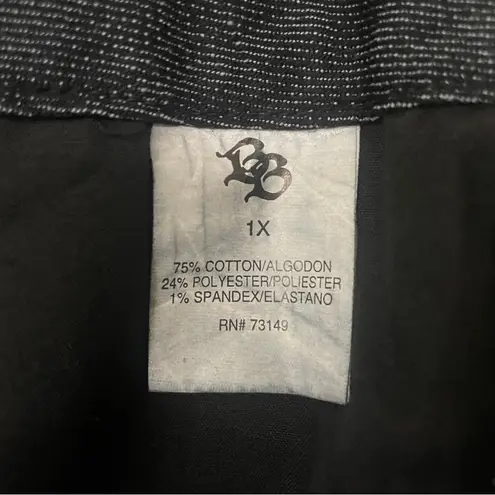 BB
1X
75% COTTON/ALGODON
24% POLYESTER/POLIESTER
1% SPANDEX/ELASTANO
RN# 73149